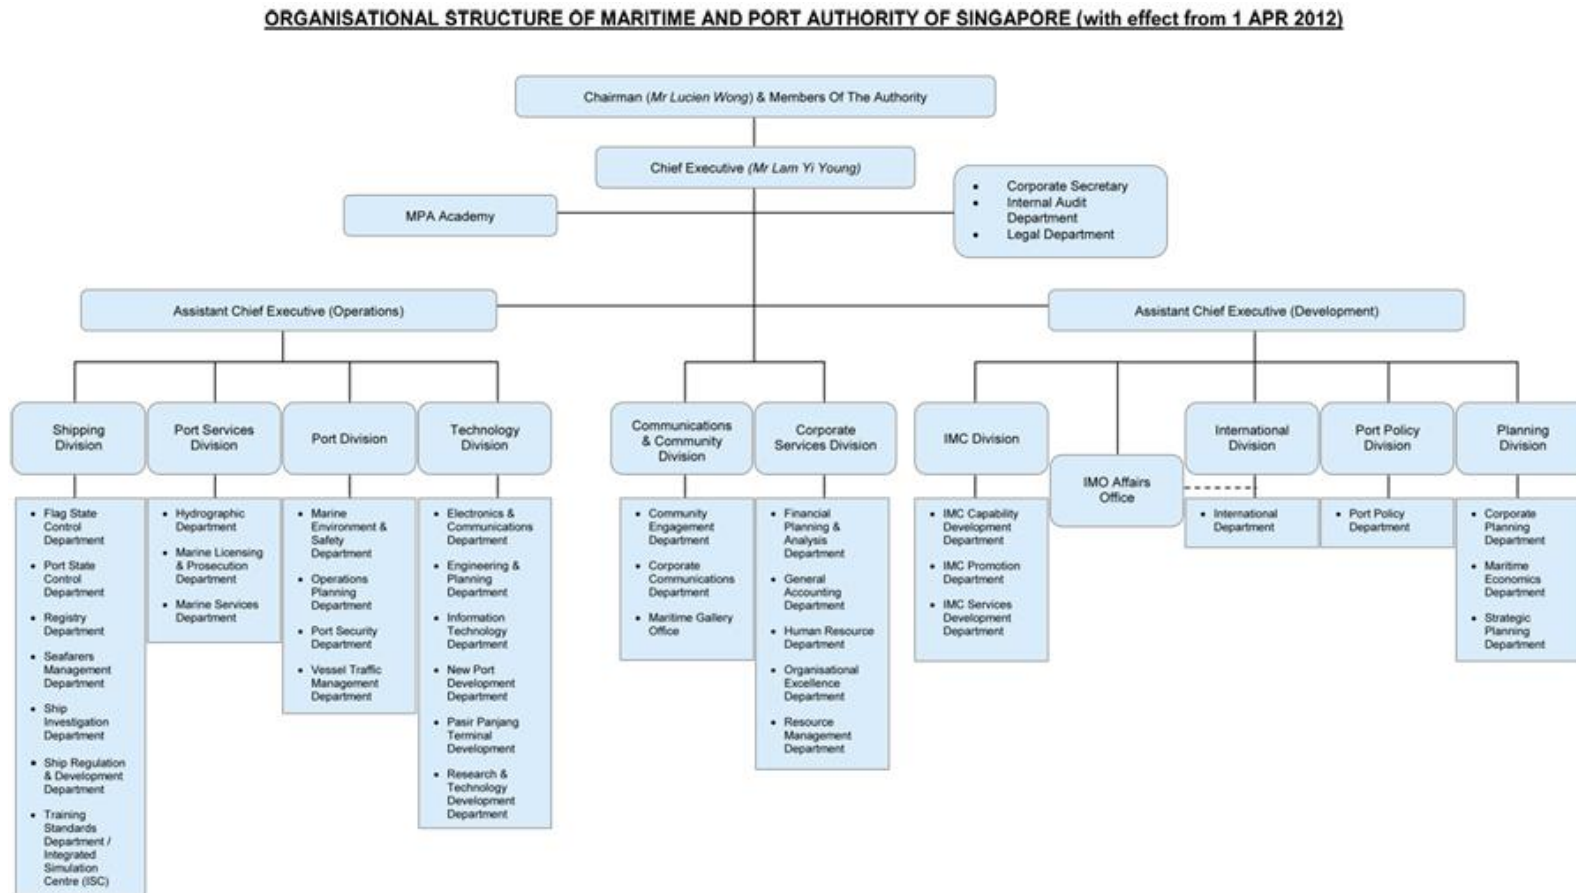 ORGANISATIONAL STRUCTURE OF MARITIME AND PORT AUTHORITY OF SINGAPORE (with effect from 1 APR 2012)
Chairman (Mr Lucien Wong) & Members Of The Authority
Chief Executive (Mr Lam Yi Young)
MPA Academy
• Corporate Secretary
• Internal Audit
Department
• Legal Department
Assistant Chief Executive (Operations)
Assistant Chief Executive (Development)
Shipping
Division
Port Services
Division
Port Division
Technology
Division
Communications
& Community
Division
Corporate
Services Division
IMC Division
IMO Affairs
Office
International
Division
Port Policy
Division
Planning
Division
• Flag State
Control
Department
• Port State
Control
Department
• Registry
Department
• Seafarers
Management
Department
• Ship
Investigation
Department
• Ship Regulation
& Development
Department
• Training
Standards
Department /
Integrated
Simulation
Centre (ISC)
• Hydrographic
Department
• Marine Licensing
& Prosecution
Department
• Marine Services
Department
• Marine
Environment &
Safety
Department
• Operations
Planning
Department
• Port Security
Department
• Vessel Traffic
Management
Department
• Electronics &
Communications
Department
• Engineering &
Planning
Department
• Information
Technology
Department
• New Port
Development
Department
• Pasir Panjang
Terminal
Development
• Research &
Technology
Development
Department
• Community
Engagement
Department
• Corporate
Communications
Department
• Maritime Gallery
Office
• Financial
Planning &
Analysis
Department
• General
Accounting
Department
• Human Resource
Department
• Organisational
Excellence
Department
• Resource
Management
Department
• IMC Capability
Development
Department
• IMC Promotion
Department
• IMC Services
Development
Department
• International
Department
• Port Policy
Department
• Corporate
Planning
Department
• Maritime
Economics
Department
• Strategic
Planning
Department